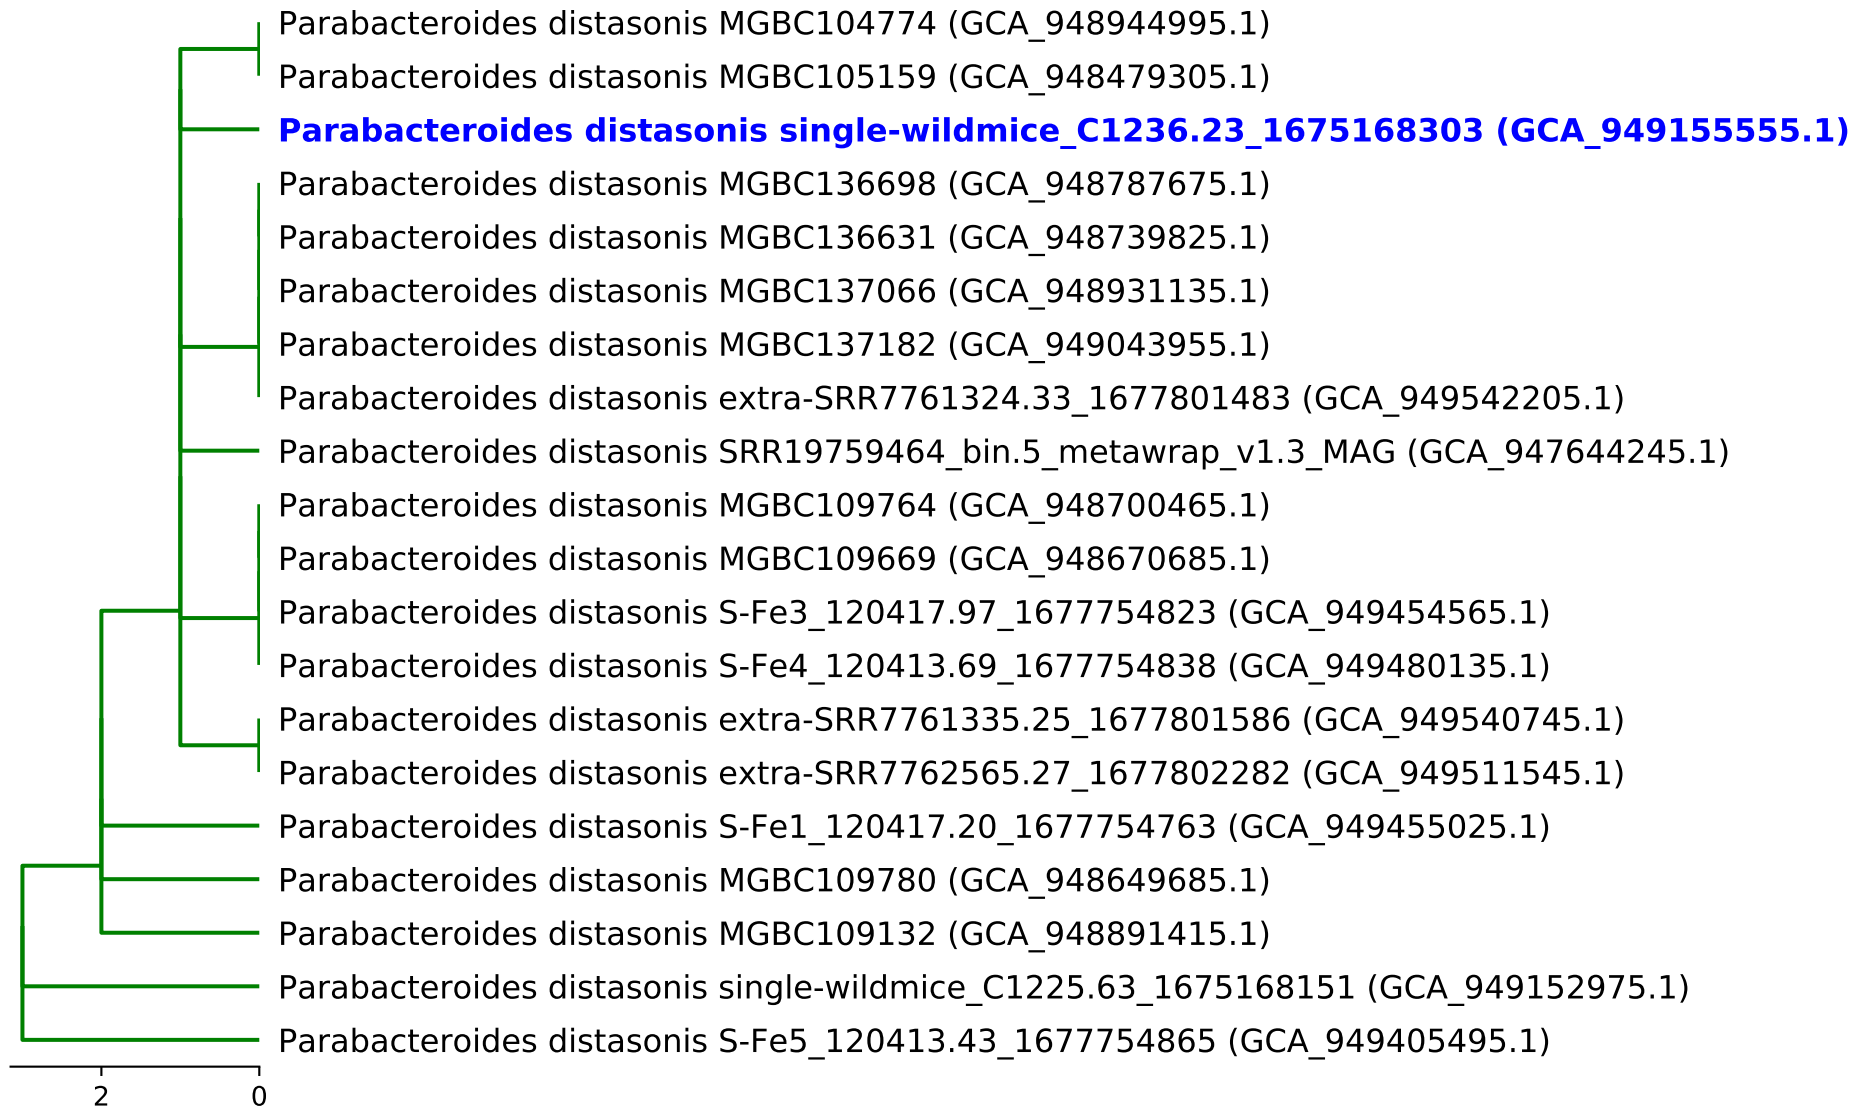 Parabacteroides distasonis MGBC104774 (GCA_948944995.1)
Parabacteroides distasonis MGBC105159 (GCA_948479305.1)
Parabacteroides distasonis single-wildmice_C1236.23_1675168303 (GCA_949155555.1)
Parabacteroides distasonis MGBC136698 (GCA_948787675.1)
Parabacteroides distasonis MGBC136631 (GCA_948739825.1)
Parabacteroides distasonis MGBC137066 (GCA_948931135.1)
Parabacteroides distasonis MGBC137182 (GCA_949043955.1)
Parabacteroides distasonis extra-SRR7761324.33_1677801483 (GCA_949542205.1)
Parabacteroides distasonis SRR19759464_bin.5_metawrap_v1.3_MAG (GCA_947644245.1)
Parabacteroides distasonis MGBC109764 (GCA_948700465.1)
Parabacteroides distasonis MGBC109669 (GCA_948670685.1)
Parabacteroides distasonis S-Fe3_120417.97_1677754823 (GCA_949454565.1)
Parabacteroides distasonis S-Fe4_120413.69_1677754838 (GCA_949480135.1)
Parabacteroides distasonis extra-SRR7761335.25_1677801586 (GCA_949540745.1)
Parabacteroides distasonis extra-SRR7762565.27_1677802282 (GCA_949511545.1)
Parabacteroides distasonis S-Fe1_120417.20_1677754763 (GCA_949455025.1)
Parabacteroides distasonis MGBC109780 (GCA_948649685.1)
Parabacteroides distasonis MGBC109132 (GCA_948891415.1)
Parabacteroides distasonis single-wildmice_C1225.63_1675168151 (GCA_949152975.1)
Parabacteroides distasonis S-Fe5_120413.43_1677754865 (GCA_949405495.1)
2 0